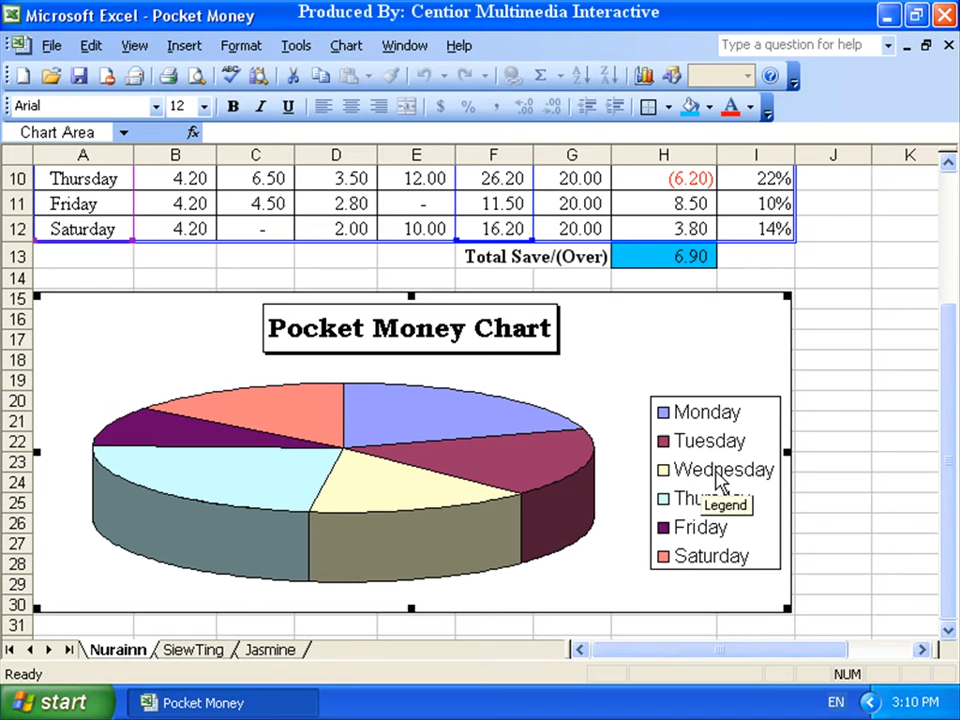 Microsoft Excel - Pocket Money
Produced By: Centior Multimedia Interactive
File Edit View Insert Format Tools Chart Window Help
Type a question for help
Arial 12 B I U $ % ,
Chart Area fx
A B C D E F G H I J K
10 Thursday 4.20 6.50 3.50 12.00 26.20 20.00 (6.20) 22%
11 Friday 4.20 4.50 2.80 - 11.50 20.00 8.50 10%
12 Saturday 4.20 - 2.00 10.00 16.20 20.00 3.80 14%
13 Total Save/(Over) 6.90
14
15
16
17
18
19
20
21
22
23
24
25
26
27
28
29
30
31
Pocket Money Chart
Monday
Tuesday
Wednesday
Legend
Friday
Saturday
Nurainn SiewTing Jasmine
Ready NUM
start Pocket Money EN 3:10 PM